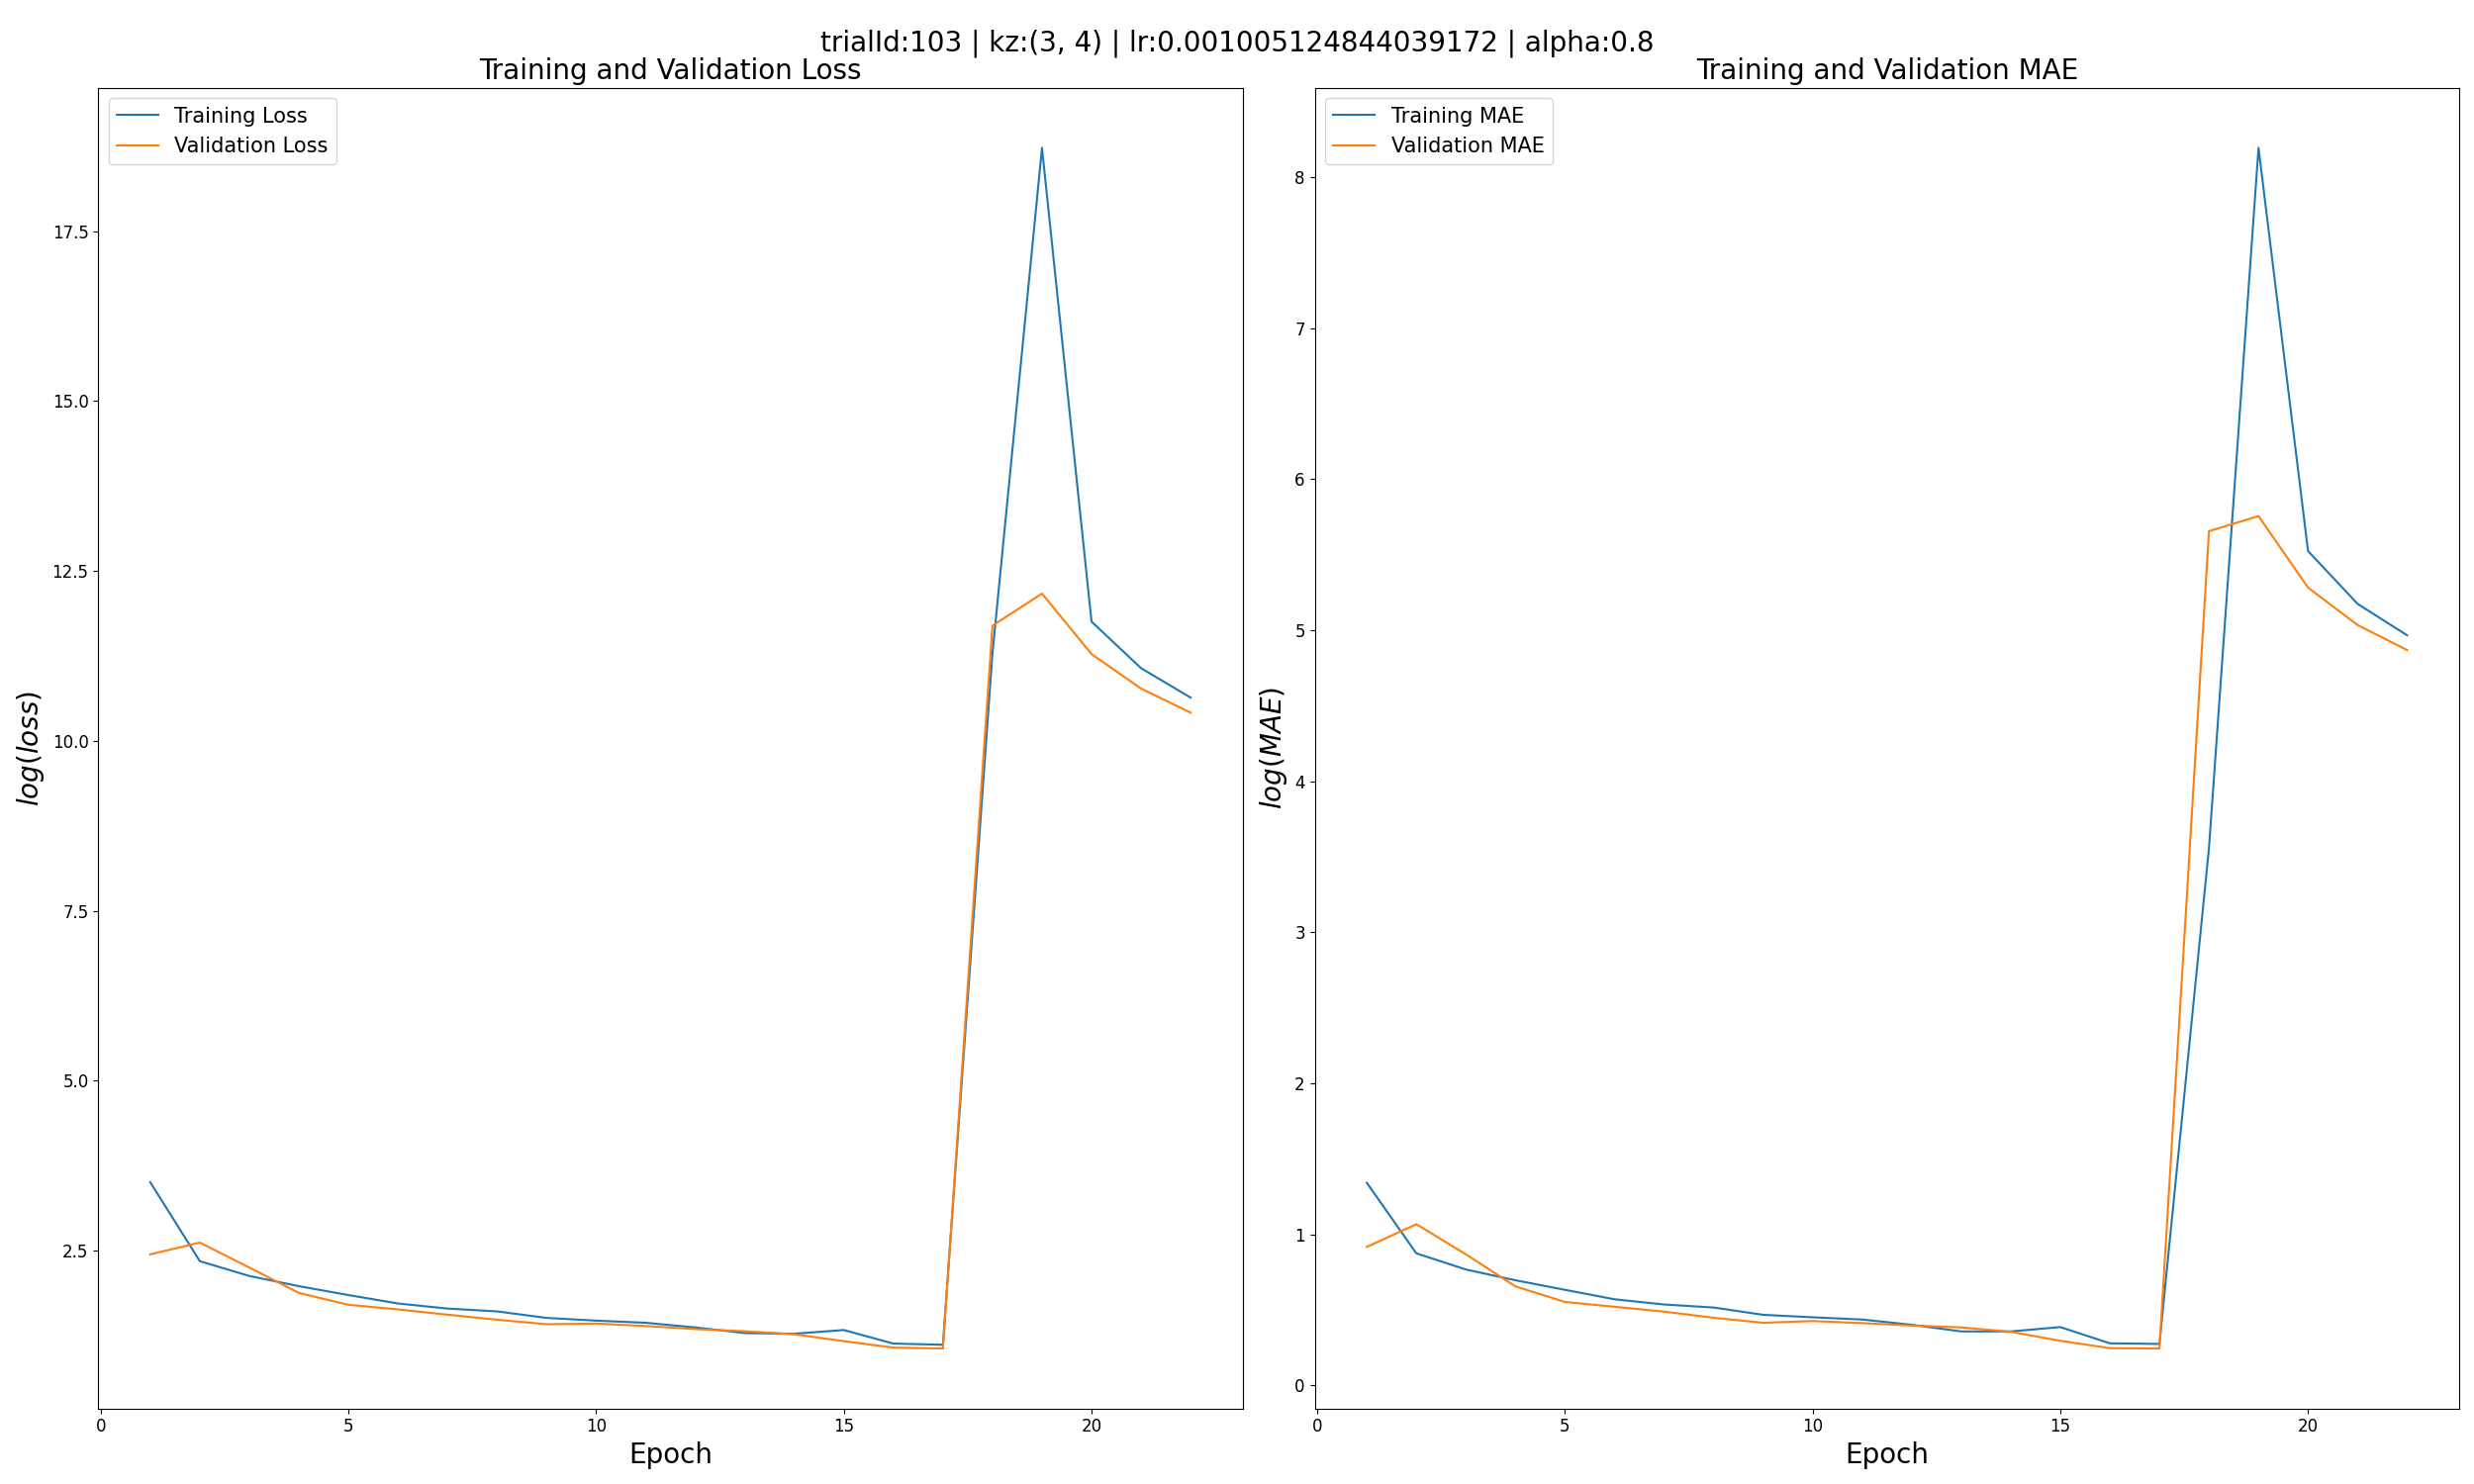 trialId:103 | kz:(3, 4) | lr:0.001005124844039172 | alpha:0.8
Training and Validation Loss
Training Loss
Validation Loss
17.5
15.0
12.5
10.0
7.5
5.0
2.5
log(loss)
0 5 10 15 20
Epoch
Training and Validation MAE
Training MAE
Validation MAE
8
7
6
5
4
3
2
1
0
log(MAE)
0 5 10 15 20
Epoch